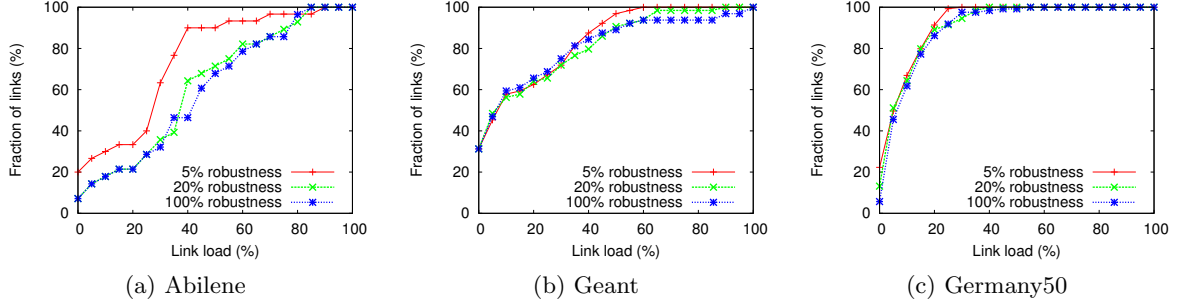 100
80
60
40
20
0
Fraction of links (%)
0 20 40 60 80 100
Link load (%)
5% robustness
20% robustness
100% robustness
(a) Abilene
100
80
60
40
20
0
Fraction of links (%)
0 20 40 60 80 100
Link load (%)
5% robustness
20% robustness
100% robustness
(b) Geant
100
80
60
40
20
0
Fraction of links (%)
0 20 40 60 80 100
Link load (%)
5% robustness
20% robustness
100% robustness
(c) Germany50